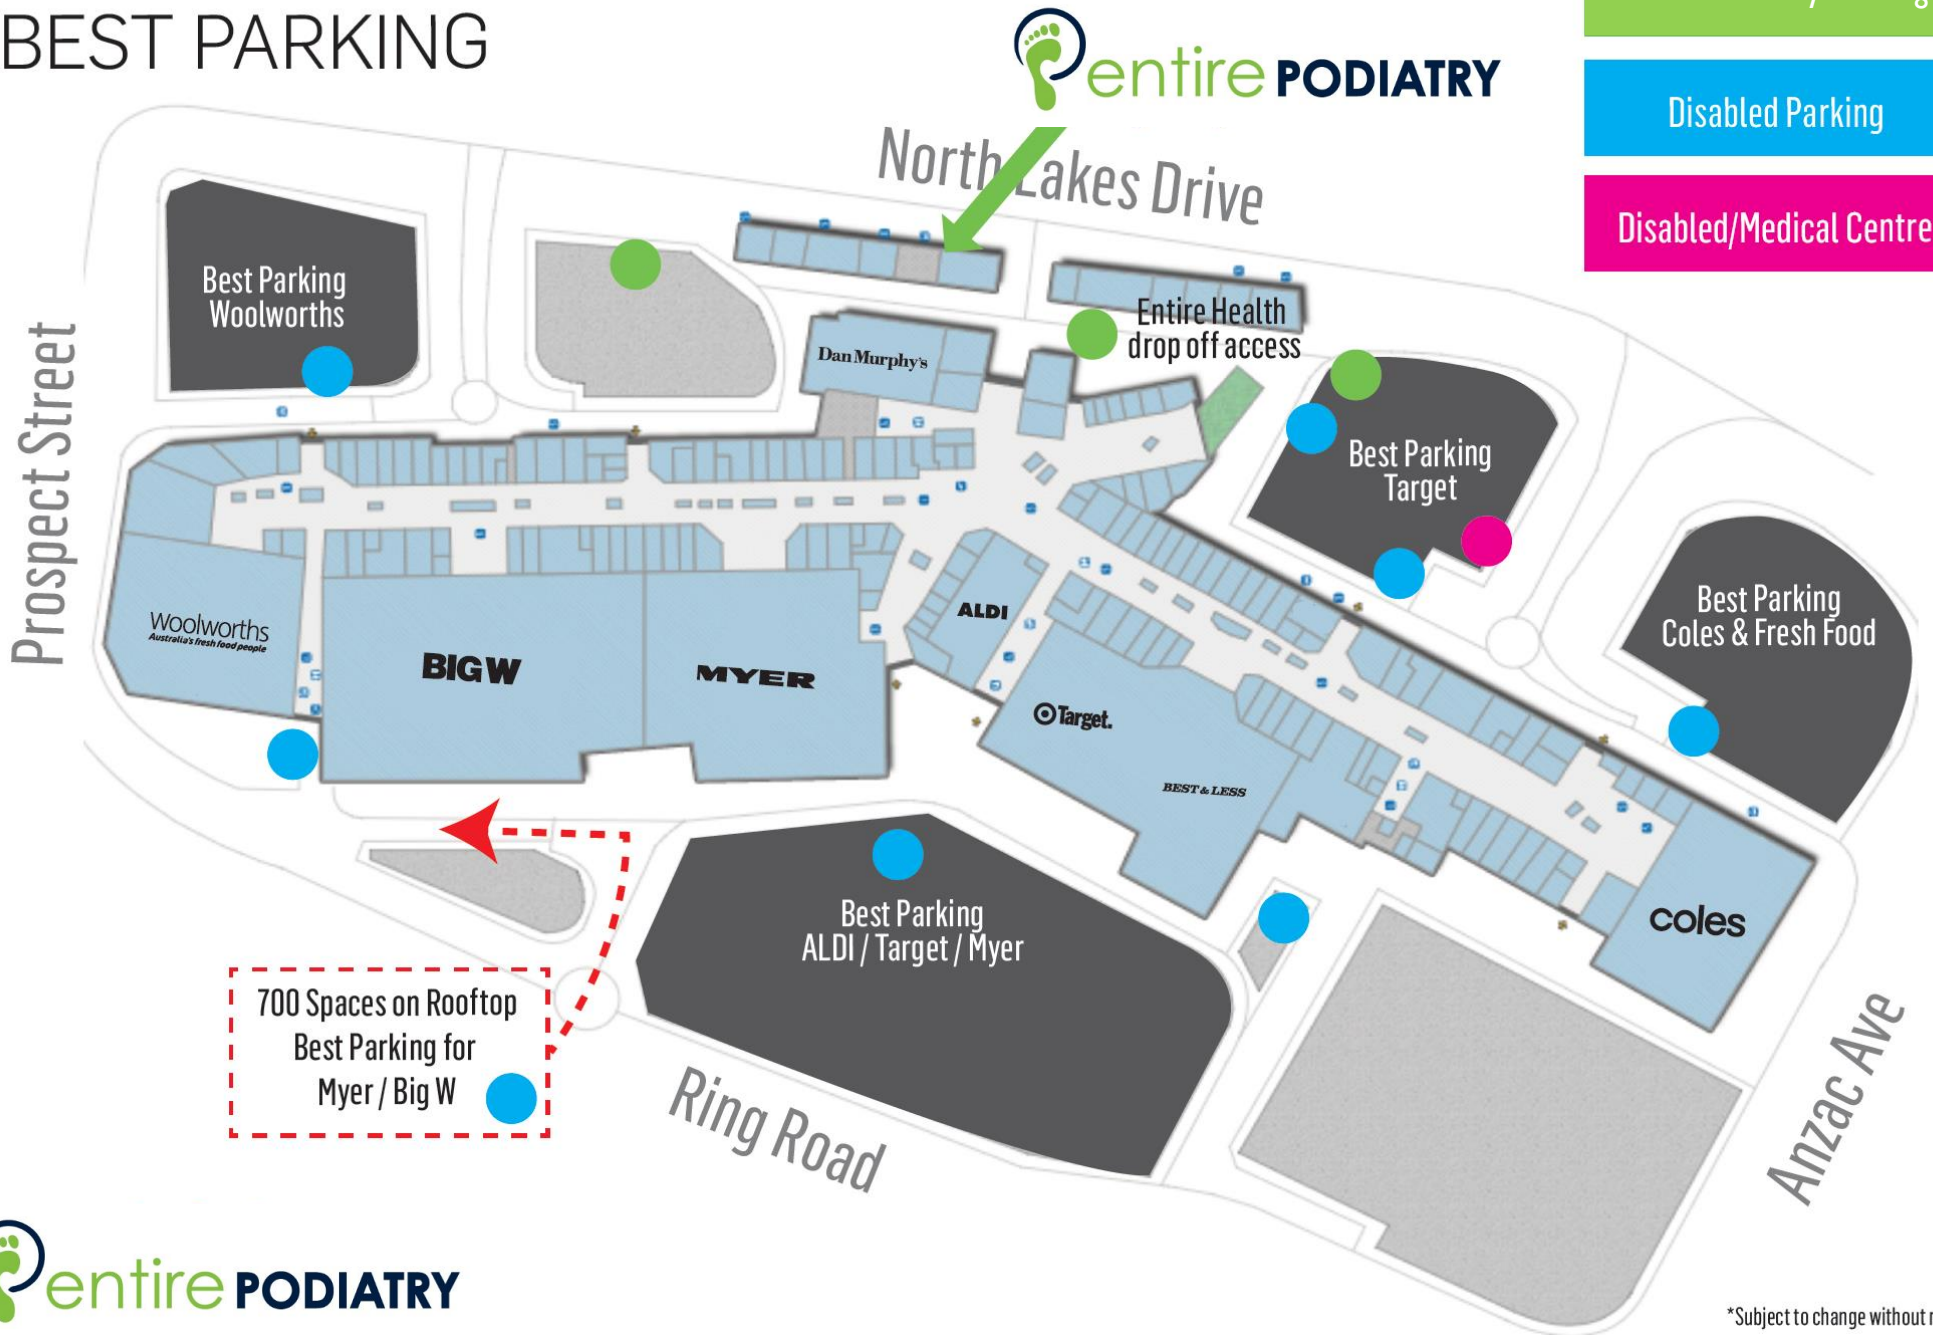 BEST PARKING
entire PODIATRY
Disabled Parking
Disabled/Medical Centre
North Lakes Drive
Best Parking
Woolworths
Entire Health
drop off access
Dan Murphy's
Prospect Street
Best Parking
Target
Best Parking
Coles & Fresh Food
Woolworths
Australia's fresh food people
BIG W
MYER
ALDI
Target.
BEST & LESS
coles
Best Parking
ALDI / Target / Myer
700 Spaces on Rooftop
Best Parking for
Myer / Big W
Ring Road
Anzac Ave
entire PODIATRY
*Subject to change without